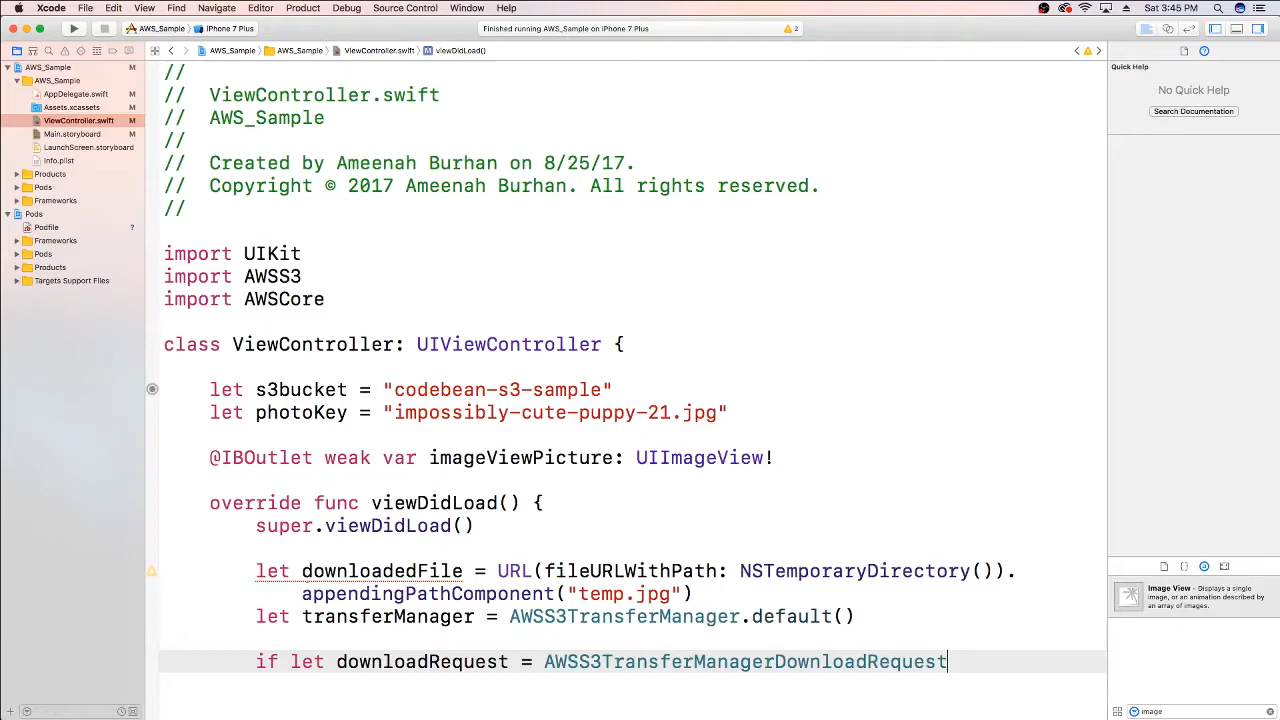 Xcode File Edit View Find Navigate Editor Product Debug Source Control Window Help Sat 3:45 PM
AWS_Sample iPhone 7 Plus Finished running AWS_Sample on iPhone 7 Plus 2
AWS_Sample AWS_Sample ViewController.swift M viewDidLoad()
AWS_Sample M
AWS_Sample
AppDelegate.swift M
Assets.xcassets M
ViewController.swift M
Main.storyboard M
LaunchScreen.storyboard
Info.plist
Products
Pods
Frameworks
Pods
Podfile ?
Frameworks
Pods
Products
Targets Support Files
//
// ViewController.swift
// AWS_Sample
//
// Created by Ameenah Burhan on 8/25/17.
// Copyright © 2017 Ameenah Burhan. All rights reserved.
//
import UIKit
import AWSS3
import AWSCore
class ViewController: UIViewController {
let s3bucket = "codebean-s3-sample"
let photoKey = "impossibly-cute-puppy-21.jpg"
@IBOutlet weak var imageViewPicture: UIImageView!
override func viewDidLoad() {
super.viewDidLoad()
let downloadedFile = URL(fileURLWithPath: NSTemporaryDirectory()).
appendingPathComponent("temp.jpg")
let transferManager = AWSS3TransferManager.default()
if let downloadRequest = AWSS3TransferManagerDownloadRequest
Quick Help
No Quick Help
Search Documentation
Image View - Displays a single
image, or an animation described by
an array of images.
image